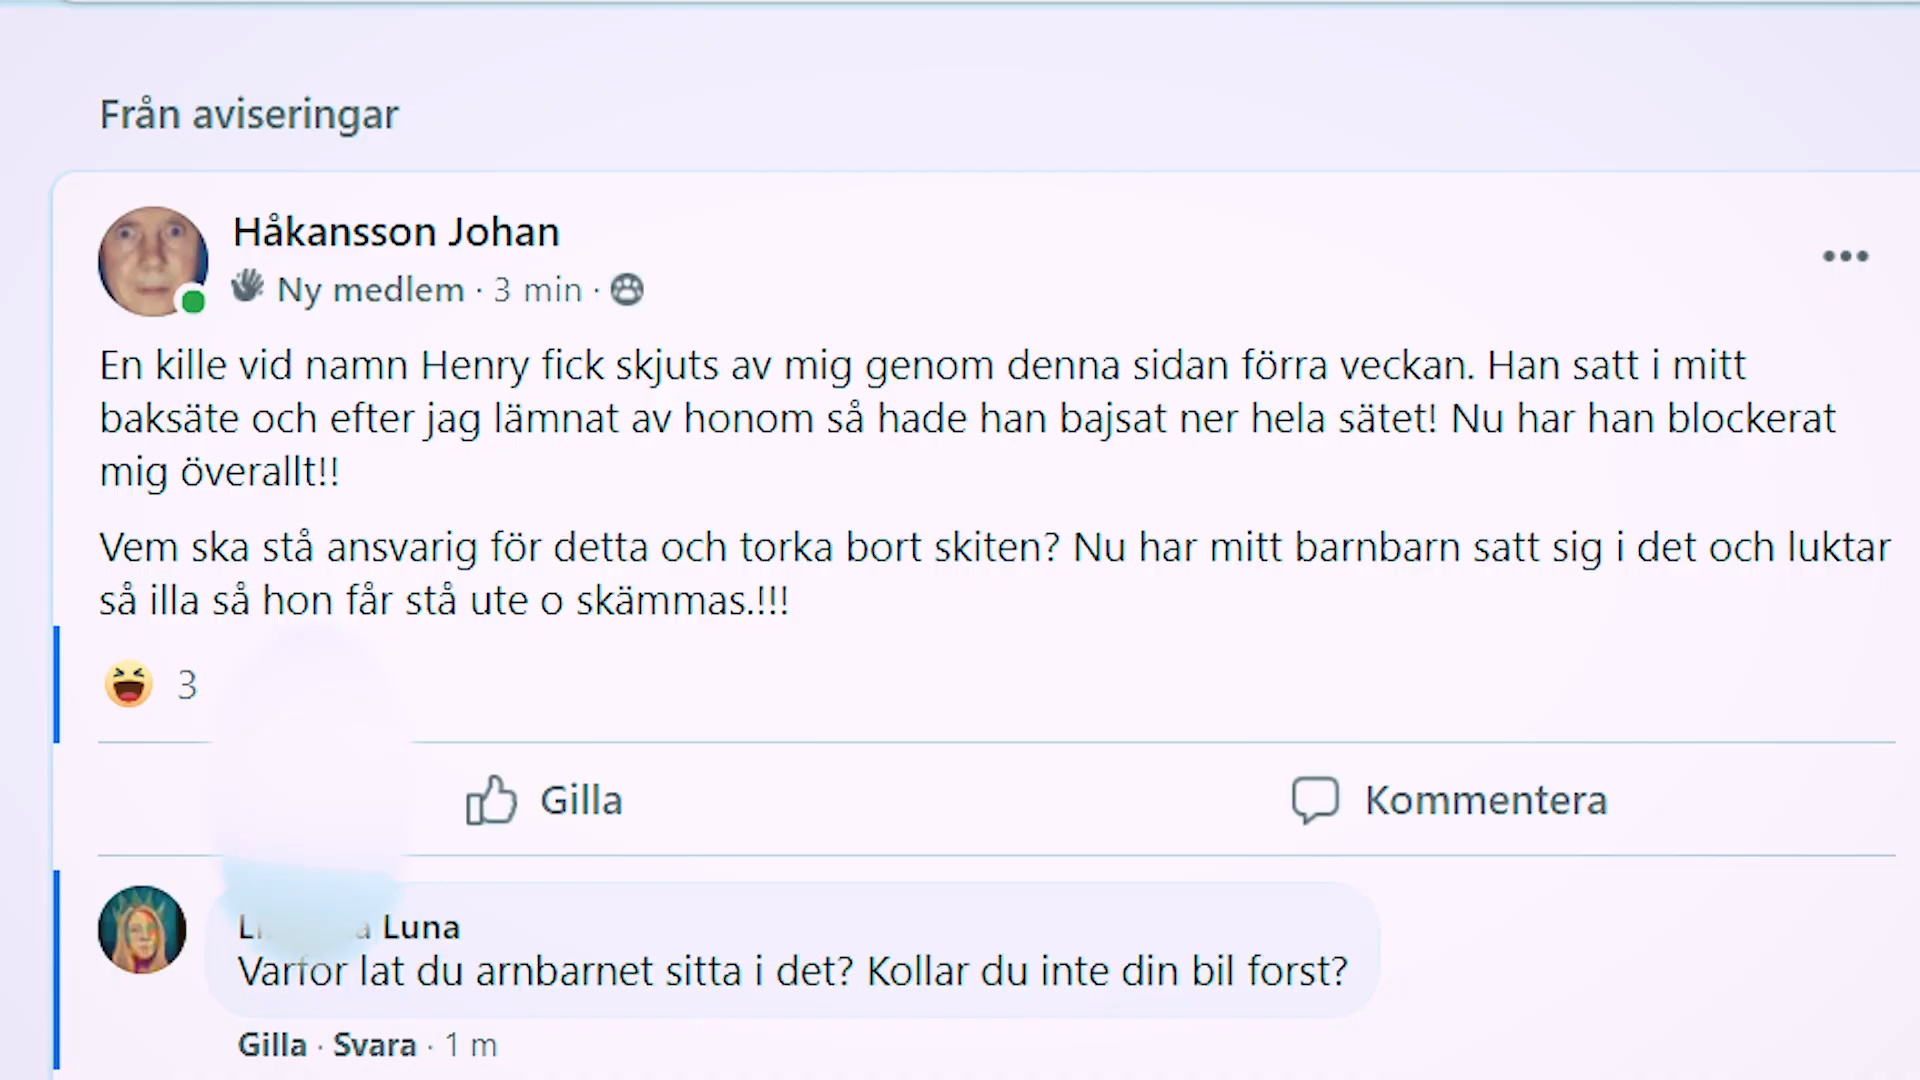 Från aviseringar
Håkansson Johan
Ny medlem · 3 min ·
En kille vid namn Henry fick skjuts av mig genom denna sidan förra veckan. Han satt i mitt
baksäte och efter jag lämnat av honom så hade han bajsat ner hela sätet! Nu har han blockerat
mig överallt!!
Vem ska stå ansvarig för detta och torka bort skiten? Nu har mitt barnbarn satt sig i det och luktar
så illa så hon får stå ute o skämmas.!!!
3
Gilla
Kommentera
Luna
Varfor lat du arnbarnet sitta i det? Kollar du inte din bil forst?
Gilla · Svara · 1 m